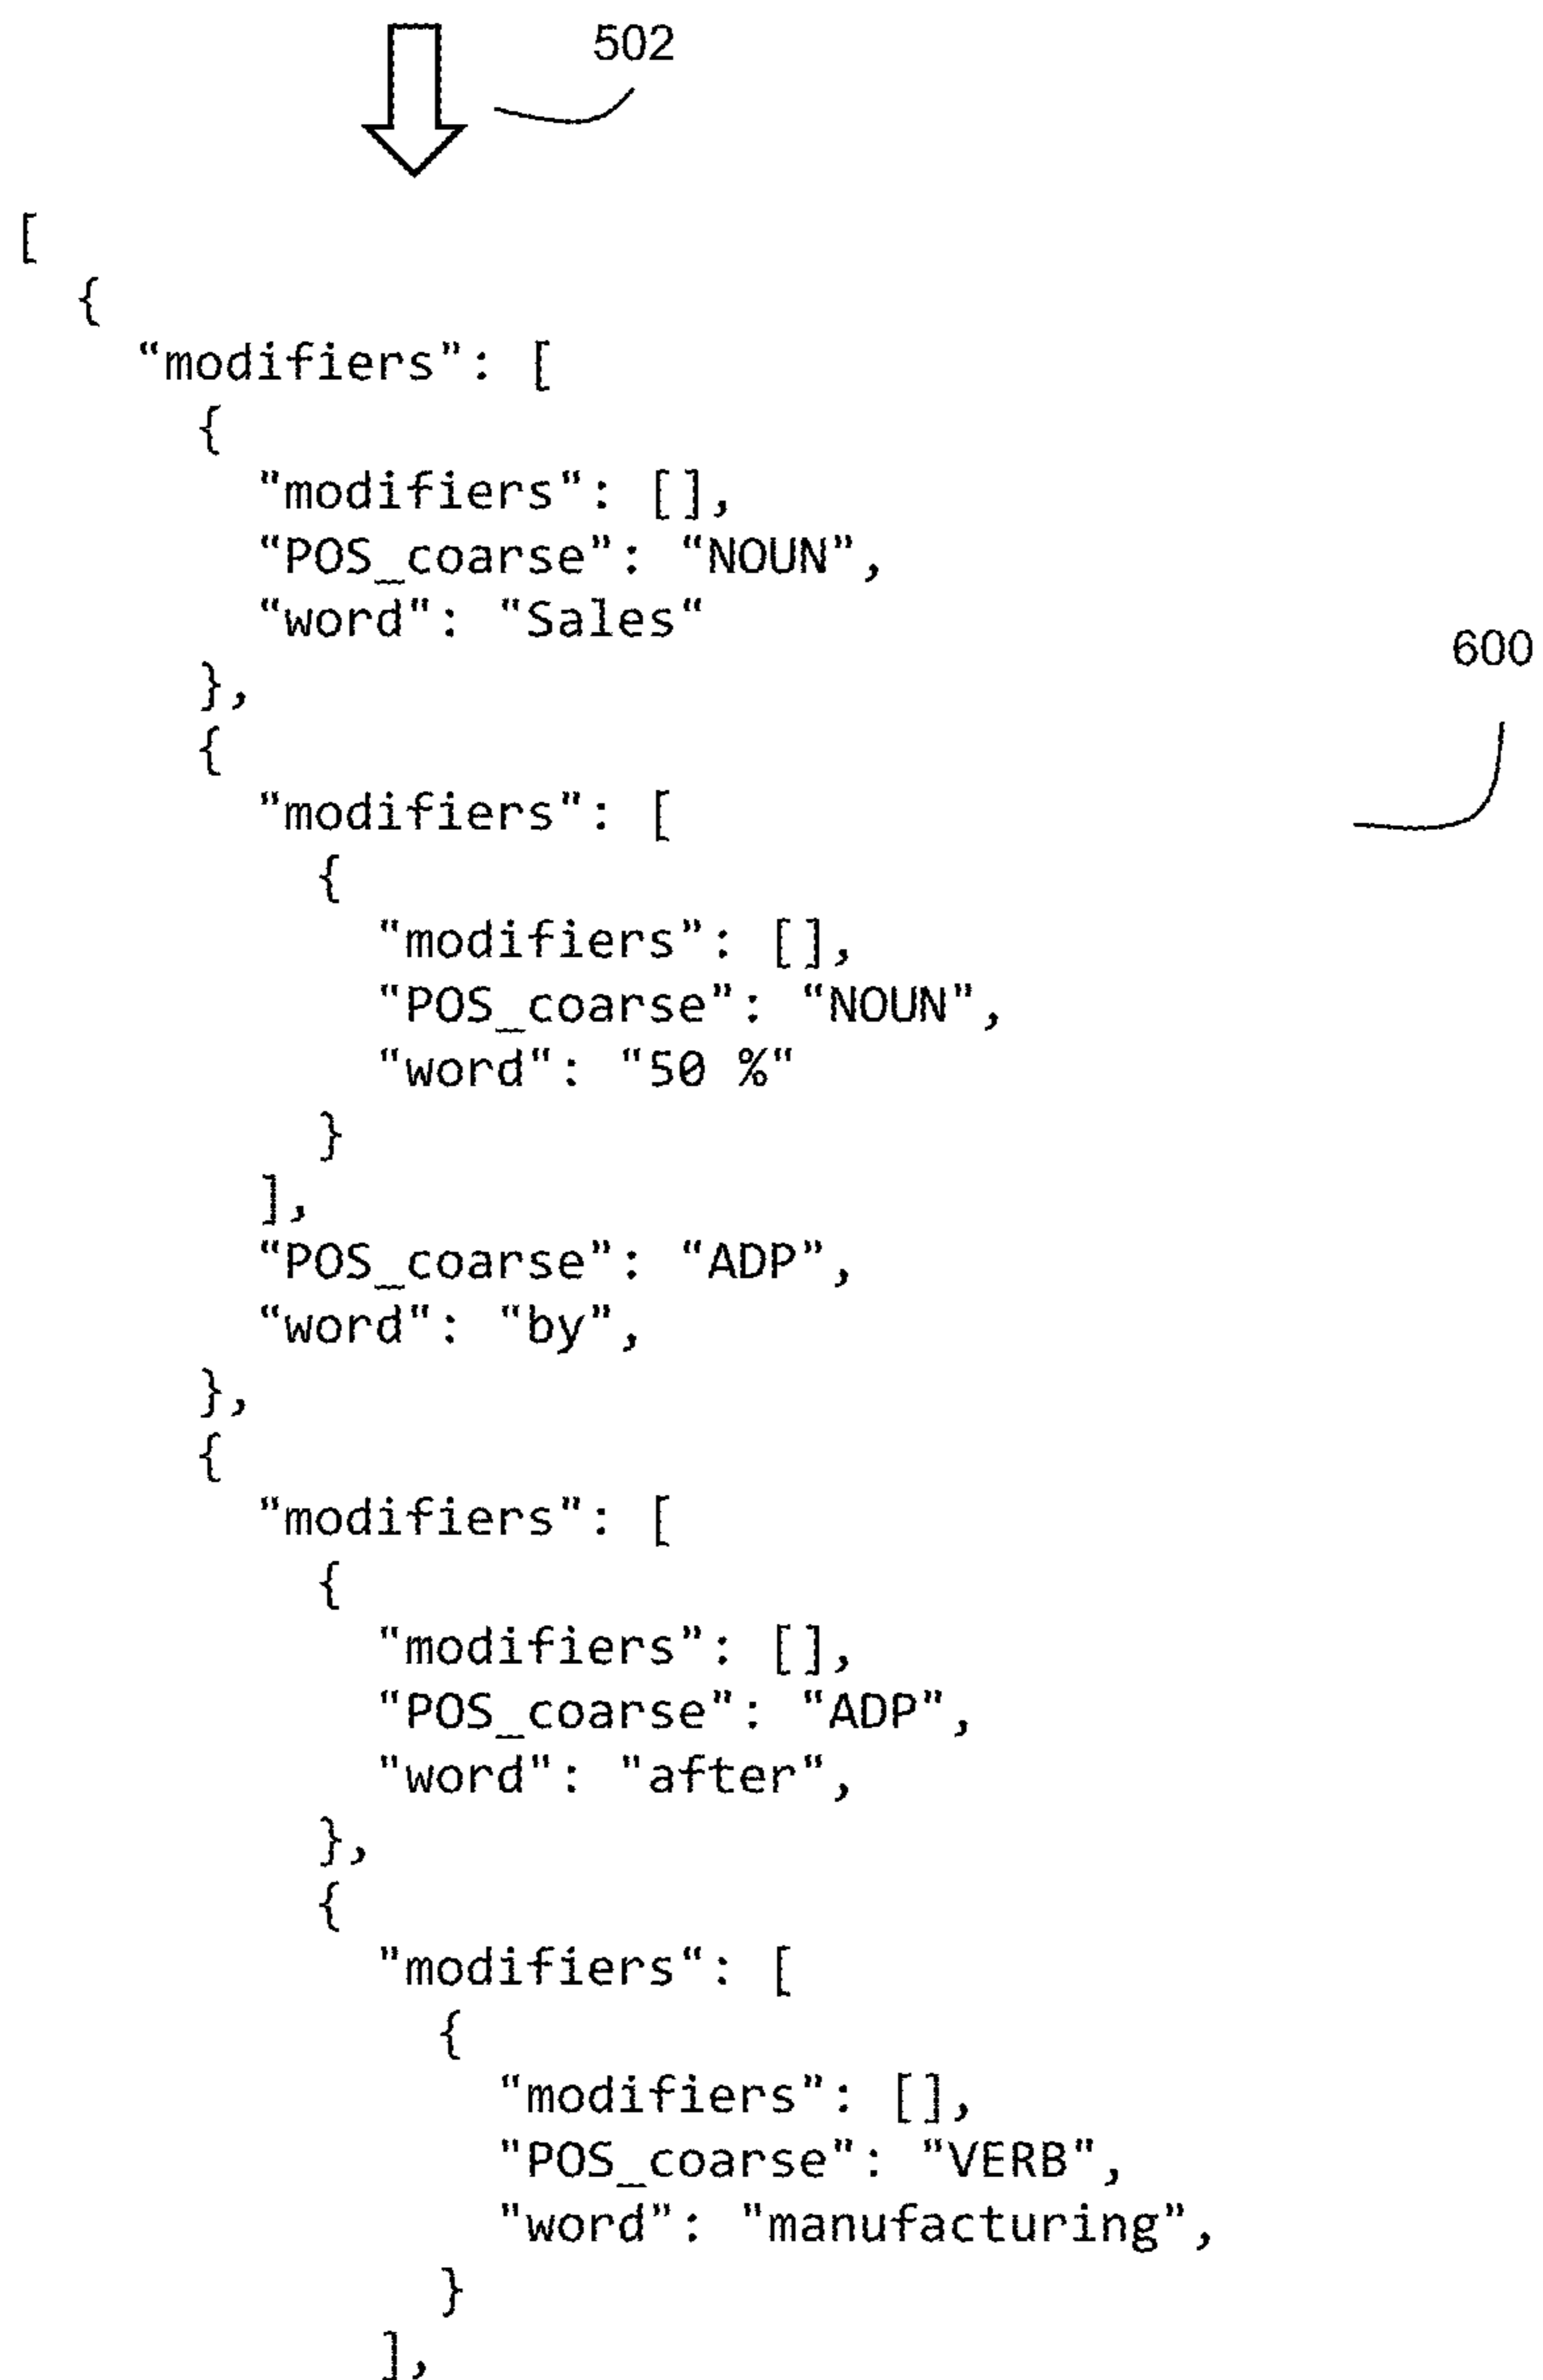 502
[
{
“modifiers": [
{
"modifiers": [],
“POS_coarse": “NOUN”,
“word": "Sales“
},
600
{
"modifiers": [
{
"modifiers": [],
"POS_coarse": “NOUN”,
"word": "50 %"
}
],
“POS_coarse": “ADP”,
“word": "by”,
},
{
"modifiers": [
{
"modifiers": [],
"POS_coarse": "ADP”,
"word": "after”,
},
{
"modifiers“: [
{
"modifiers": [],
"POS_coarse": "VERB”,
"word": "manufacturing”,
}
],